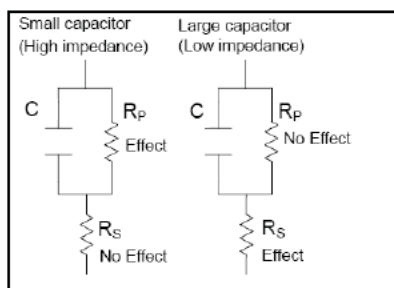 Small capacitor
(High impedance)
C
Rp
Effect
Rs
No Effect
Large capacitor
(Low impedance)
C
Rp
No Effect
Rs
Effect